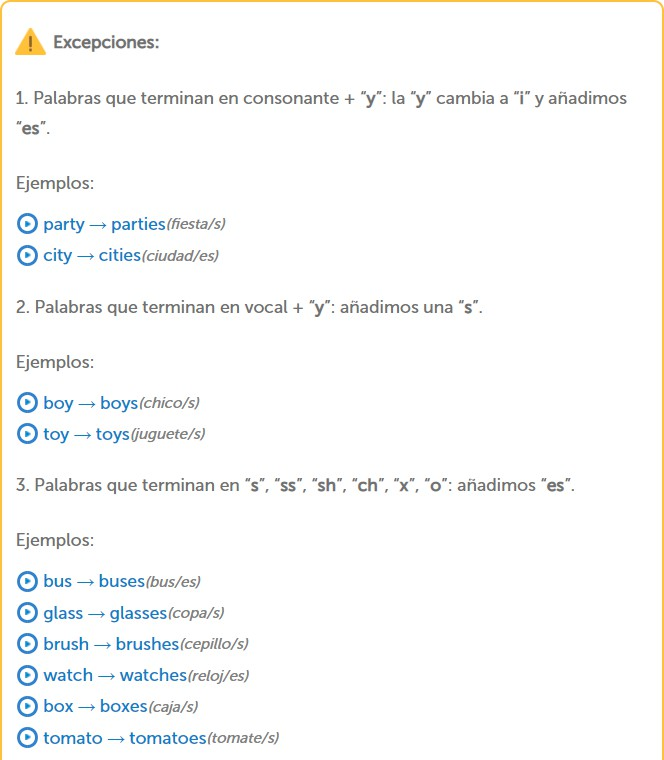 Excepciones:
1. Palabras que terminan en consonante + “y”: la “y” cambia a “i” y añadimos
“es”.
Ejemplos:
party → parties(fiesta/s)
city → cities(ciudad/es)
2. Palabras que terminan en vocal + “y”: añadimos una “s”.
Ejemplos:
boy → boys(chico/s)
toy → toys(juguete/s)
3. Palabras que terminan en “s”, “ss”, “sh”, “ch”, “x”, “o”: añadimos “es”.
Ejemplos:
bus → buses(bus/es)
glass → glasses(copa/s)
brush → brushes(cepillo/s)
watch → watches(reloj/es)
box → boxes(caja/s)
tomato → tomatoes(tomate/s)